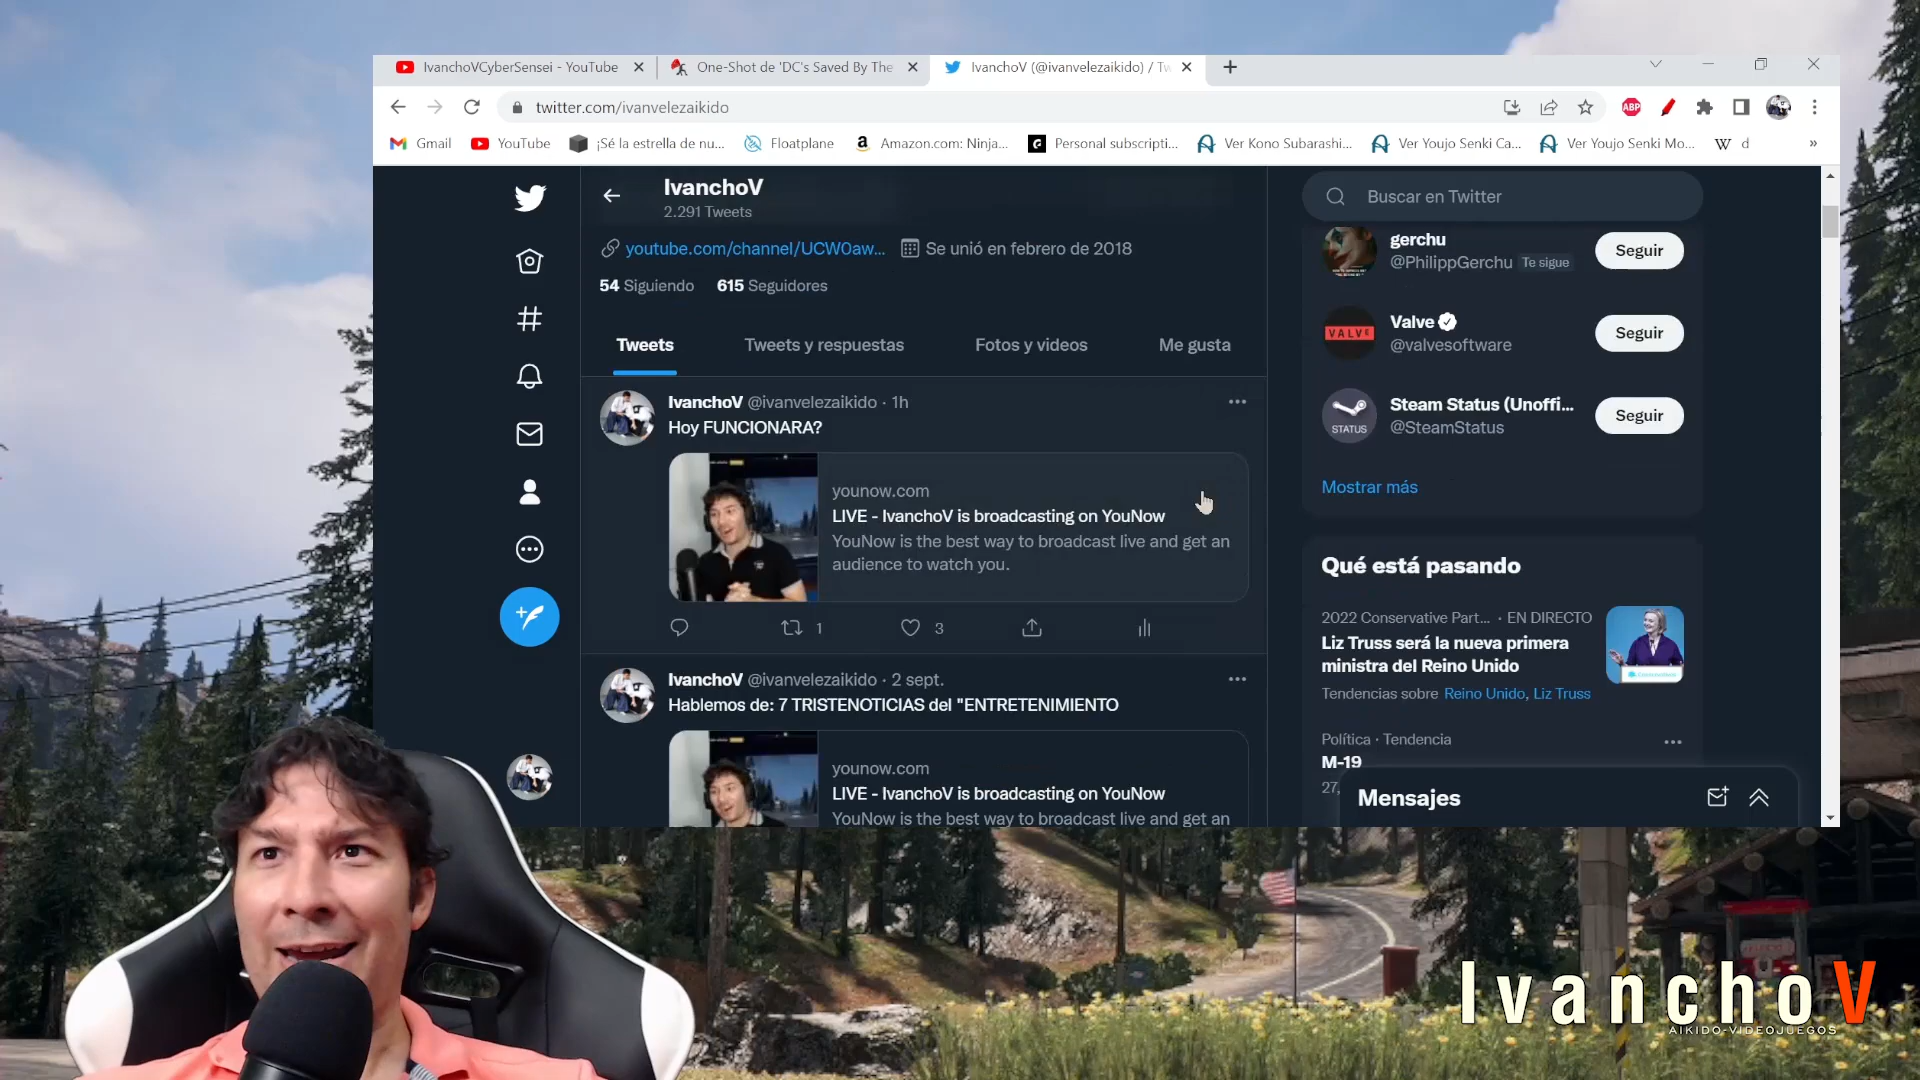 IvanchoVCyberSensei - YouTube
One-Shot de 'DC's Saved By The
IvanchoV (@ivanvelezaikido) / Tw
twitter.com/ivanvelezaikido
ABP
Gmail
YouTube
¡Sé la estrella de nu...
Floatplane
Amazon.com: Ninja...
Personal subscripti...
Ver Kono Subarashi...
Ver Youjo Senki Ca...
Ver Youjo Senki Mo...
W d
»
IvanchoV
2.291 Tweets
youtube.com/channel/UCW0aw...
Se unió en febrero de 2018
54 Siguiendo 615 Seguidores
Tweets
Tweets y respuestas
Fotos y videos
Me gusta
IvanchoV @ivanvelezaikido · 1h
Hoy FUNCIONARA?
younow.com
LIVE - IvanchoV is broadcasting on YouNow
YouNow is the best way to broadcast live and get an
audience to watch you.
1
3
IvanchoV @ivanvelezaikido · 2 sept.
Hablemos de: 7 TRISTENOTICIAS del "ENTRETENIMIENTO
younow.com
LIVE - IvanchoV is broadcasting on YouNow
YouNow is the best way to broadcast live and get an
Buscar en Twitter
gerchu
@PhilippGerchu Te sigue
Seguir
VALVE
Valve
@valvesoftware
Seguir
STATUS
Steam Status (Unoffi...
@SteamStatus
Seguir
Mostrar más
Qué está pasando
2022 Conservative Part... · EN DIRECTO
Liz Truss será la nueva primera
ministra del Reino Unido
Tendencias sobre Reino Unido, Liz Truss
Política · Tendencia
M-19
27,
Mensajes
IvanchoV
AIKIDO-VIDEOJUEGOS